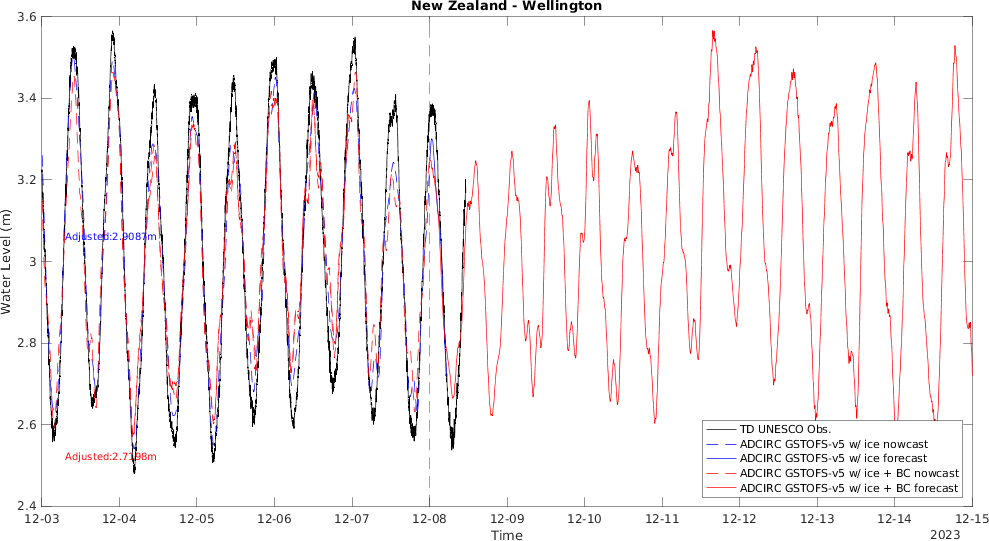 New Zealand - Wellington
Water Level (m)
3.6
3.4
3.2
3
2.8
2.6
2.4
Adjusted:2.9087m
Adjusted:2.7198m
TD UNESCO Obs.
ADCIRC GSTOFS-v5 w/ ice nowcast
ADCIRC GSTOFS-v5 w/ ice forecast
ADCIRC GSTOFS-v5 w/ ice + BC nowcast
ADCIRC GSTOFS-v5 w/ ice + BC forecast
12-03 12-04 12-05 12-06 12-07 12-08 12-09 12-10 12-11 12-12 12-13 12-14 12-15
Time
2023